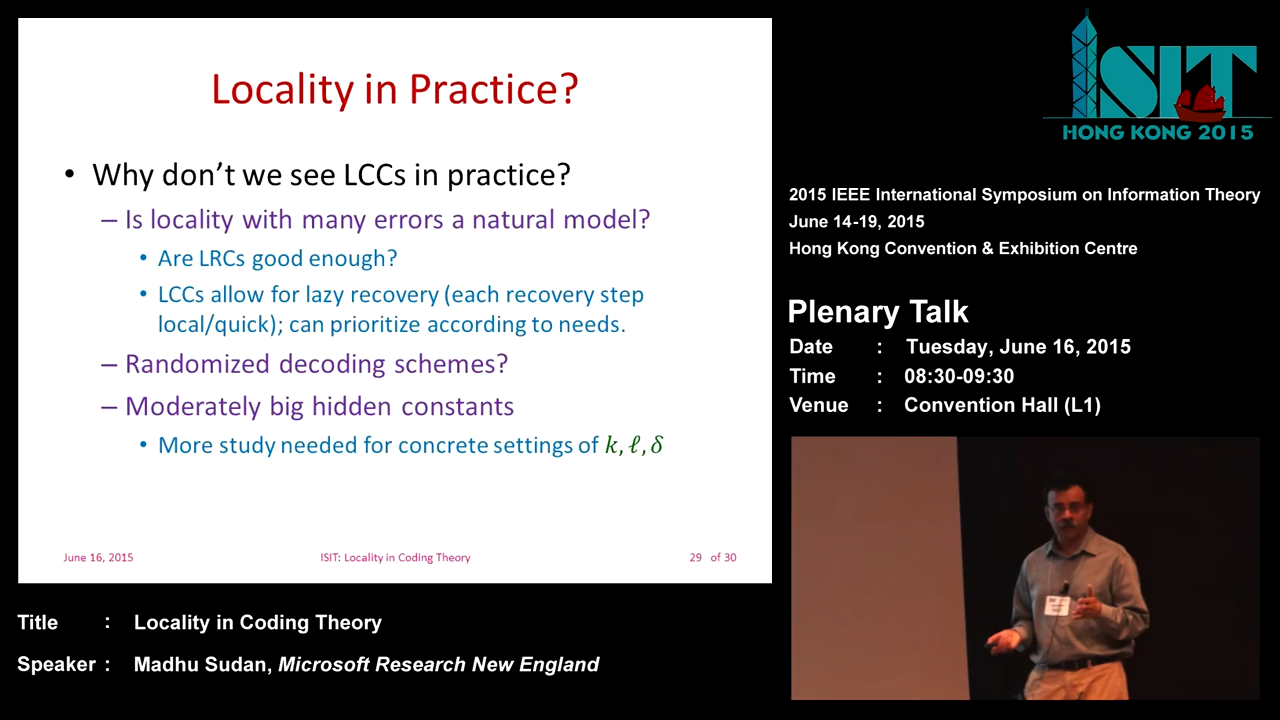 Locality in Practice?
• Why don't we see LCCs in practice?
– Is locality with many errors a natural model?
• Are LRCs good enough?
• LCCs allow for lazy recovery (each recovery step
local/quick); can prioritize according to needs.
– Randomized decoding schemes?
– Moderately big hidden constants
• More study needed for concrete settings of k, ℓ, δ
June 16, 2015 ISIT: Locality in Coding Theory 29 of 30
ISIT
HONG KONG 2015
2015 IEEE International Symposium on Information Theory
June 14-19, 2015
Hong Kong Convention & Exhibition Centre
Plenary Talk
Date : Tuesday, June 16, 2015
Time : 08:30-09:30
Venue : Convention Hall (L1)
Title : Locality in Coding Theory
Speaker : Madhu Sudan, Microsoft Research New England